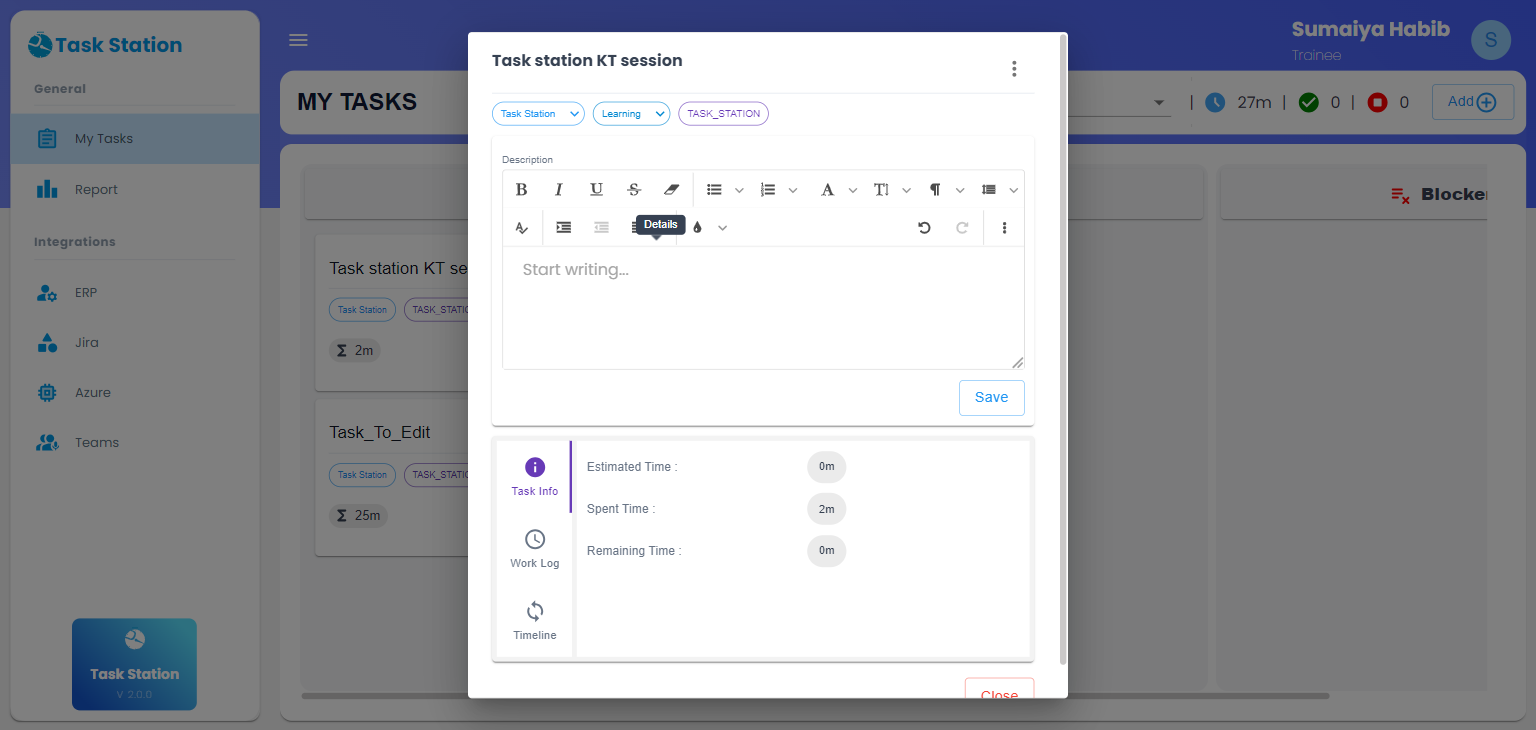 Task Station
General
My Tasks
Report
Integrations
ERP
Jira
Azure
Teams
Task Station
V 2.0.0
Sumaiya Habib
Trainee
S
MY TASKS
| 27m | 0 | 0
Add
Blocker
Task station KT se
Task Station TASK_STATIO
Σ 2m
Task_To_Edit
Task Station TASK_STATIO
Σ 25m
Task station KT session
Task Station Learning TASK_STATION
Description
Details
Start writing...
Save
Task Info
Work Log
Timeline
Estimated Time : 0m
Spent Time : 2m
Remaining Time : 0m
Close